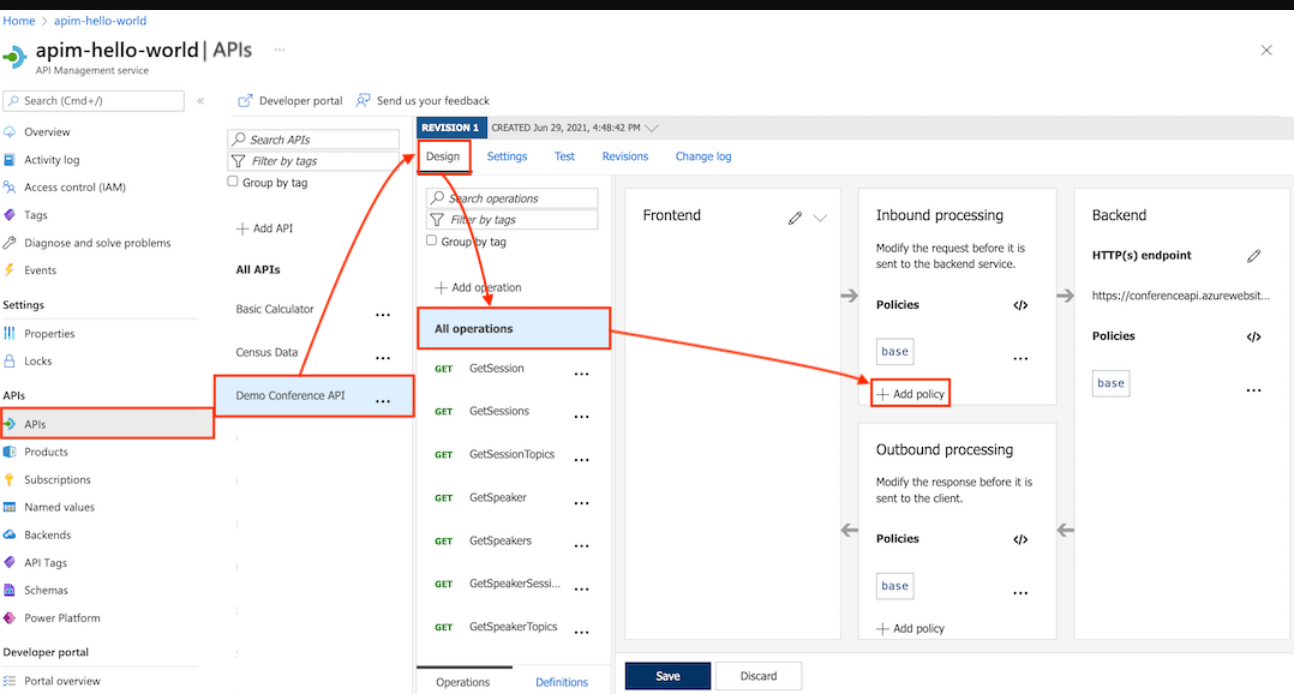 Home > apim-hello-world
apim-hello-world | APIs ...
API Management service
Search (Cmd+/) «
Overview
Activity log
Access control (IAM)
Tags
Diagnose and solve problems
Events
Settings
Properties
Locks
APIs
APIs
Products
Subscriptions
Named values
Backends
API Tags
Schemas
Power Platform
Developer portal
Portal overview
Developer portal Send us your feedback
Search APIs
Filter by tags
Group by tag
+ Add API
All APIs
Basic Calculator ...
Census Data ...
Demo Conference API ...
REVISION 1 CREATED Jun 29, 2021, 4:48:42 PM
Design Settings Test Revisions Change log
Search operations
Filter by tags
Group by tag
+ Add operation
All operations
GET GetSession ...
GET GetSessions ...
GET GetSessionTopics ...
GET GetSpeaker ...
GET GetSpeakers ...
GET GetSpeakerSessi... ...
GET GetSpeakerTopics ...
Operations Definitions
Frontend
Inbound processing
Modify the request before it is
sent to the backend service.
Policies </>
base
...
+ Add policy
Outbound processing
Modify the response before it is
sent to the client.
Policies </>
base
...
+ Add policy
Backend
HTTP(s) endpoint
https://conferenceapi.azurewebsit...
Policies </>
base
...
Save Discard